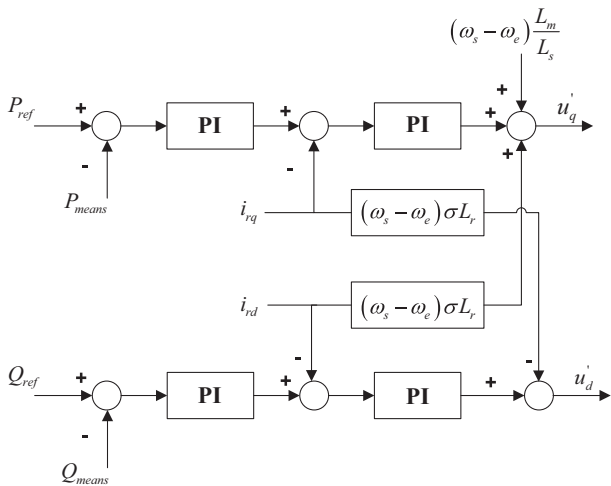 (ω_s − ω_e) L_m / L_s
P_ref + PI + PI + + + u'_q
- - 
P_means
i_rq (ω_s − ω_e)σL_r
i_rd (ω_s − ω_e)σL_r
- -
Q_ref + PI + PI + u'_d
-
Q_means